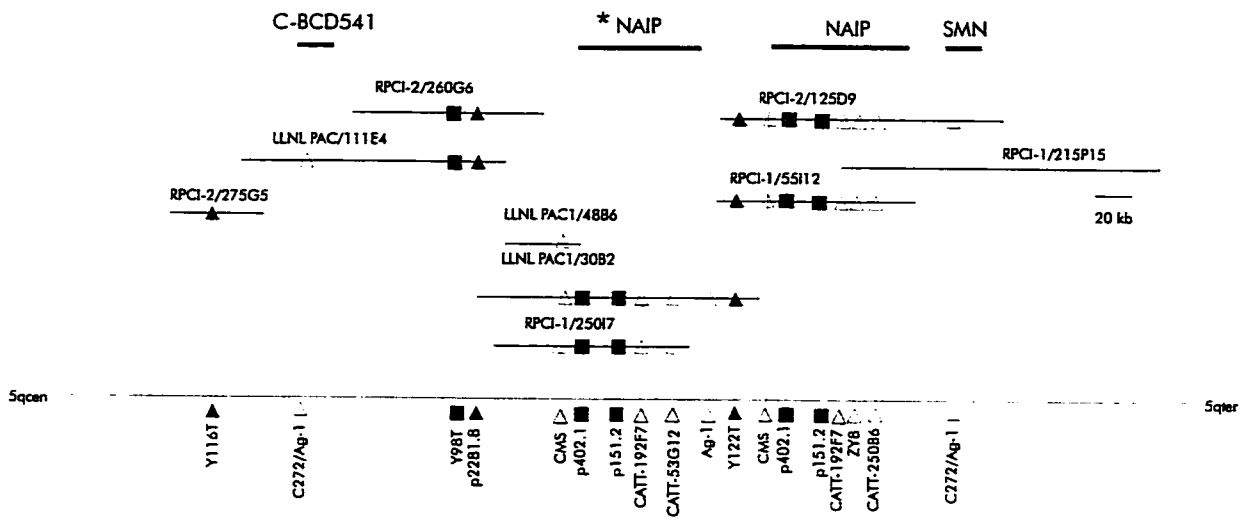 C-BCD541
* NAIP
NAIP
SMN
RPCI-2/260G6
RPCI-2/125D9
LLNL PAC/111E4
RPCI-1/215P15
RPCI-2/275G5
RPCI-1/55I12
20 kb
LLNL PAC1/48B6
LLNL PAC1/30B2
RPCI-1/250I7
5qcen
5qter
Y116T
C272/Ag-1
Y98T
p2281.8
CMS
p402.1
p151.2
CATT-192F7
CATT-53G12
Ag-1
Y122T
CMS
p402.1
p151.2
CATT-192F7
ZY8
CATT-250B6
C272/Ag-1